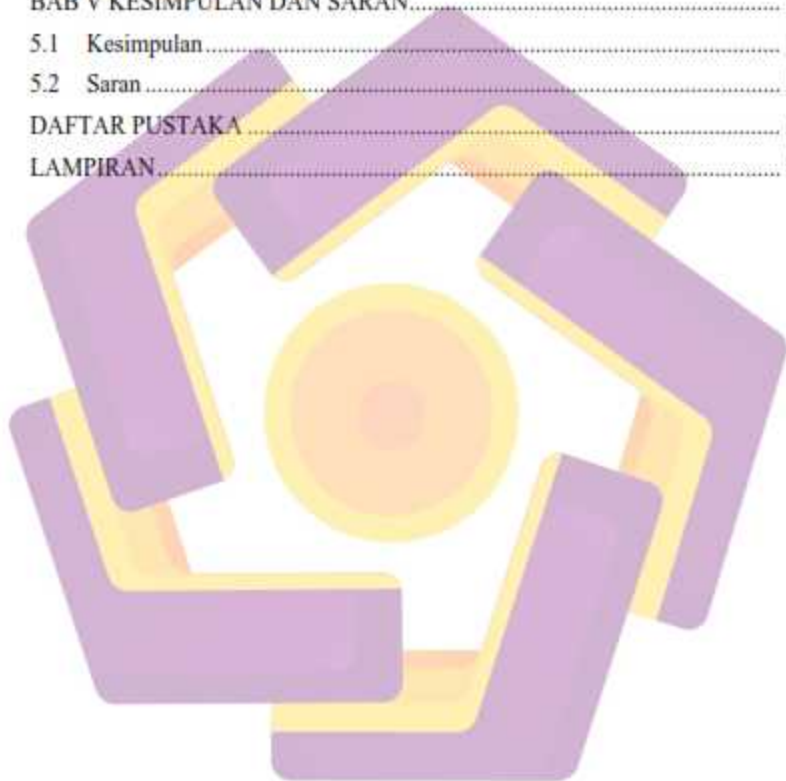 BAB V KESIMPULAN DAN SARAN........................................................................
5.1 Kesimpulan........................................................................................................
5.2 Saran ..................................................................................................................
DAFTAR PUSTAKA ................................................................................................
LAMPIRAN...............................................................................................................